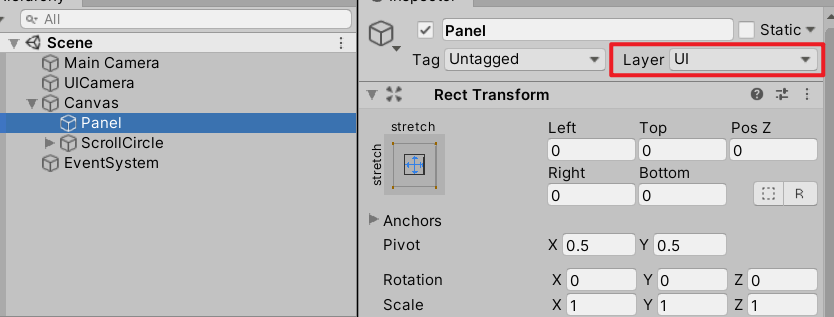 All
Scene
Main Camera
UICamera
Canvas
Panel
ScrollCircle
EventSystem
Panel
Static
Tag Untagged
Layer UI
Rect Transform
stretch
stretch
Left Top Pos Z
0 0 0
Right Bottom
0 0
R
Anchors
Pivot X 0.5 Y 0.5
Rotation X 0 Y 0 Z 0
Scale X 1 Y 1 Z 1